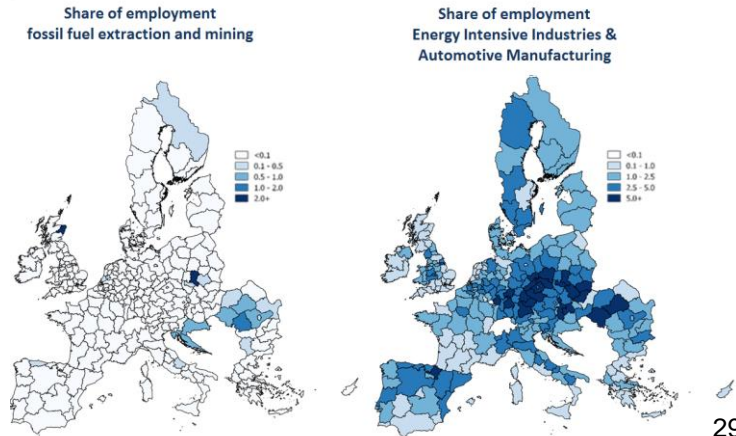 Share of employment
fossil fuel extraction and mining
<0.1
0.1 - 0.5
0.5 - 1.0
1.0 - 2.0
2.0+
Share of employment
Energy Intensive Industries &
Automotive Manufacturing
<0.1
0.1 - 1.0
1.0 - 2.5
2.5 - 5.0
5.0+
29